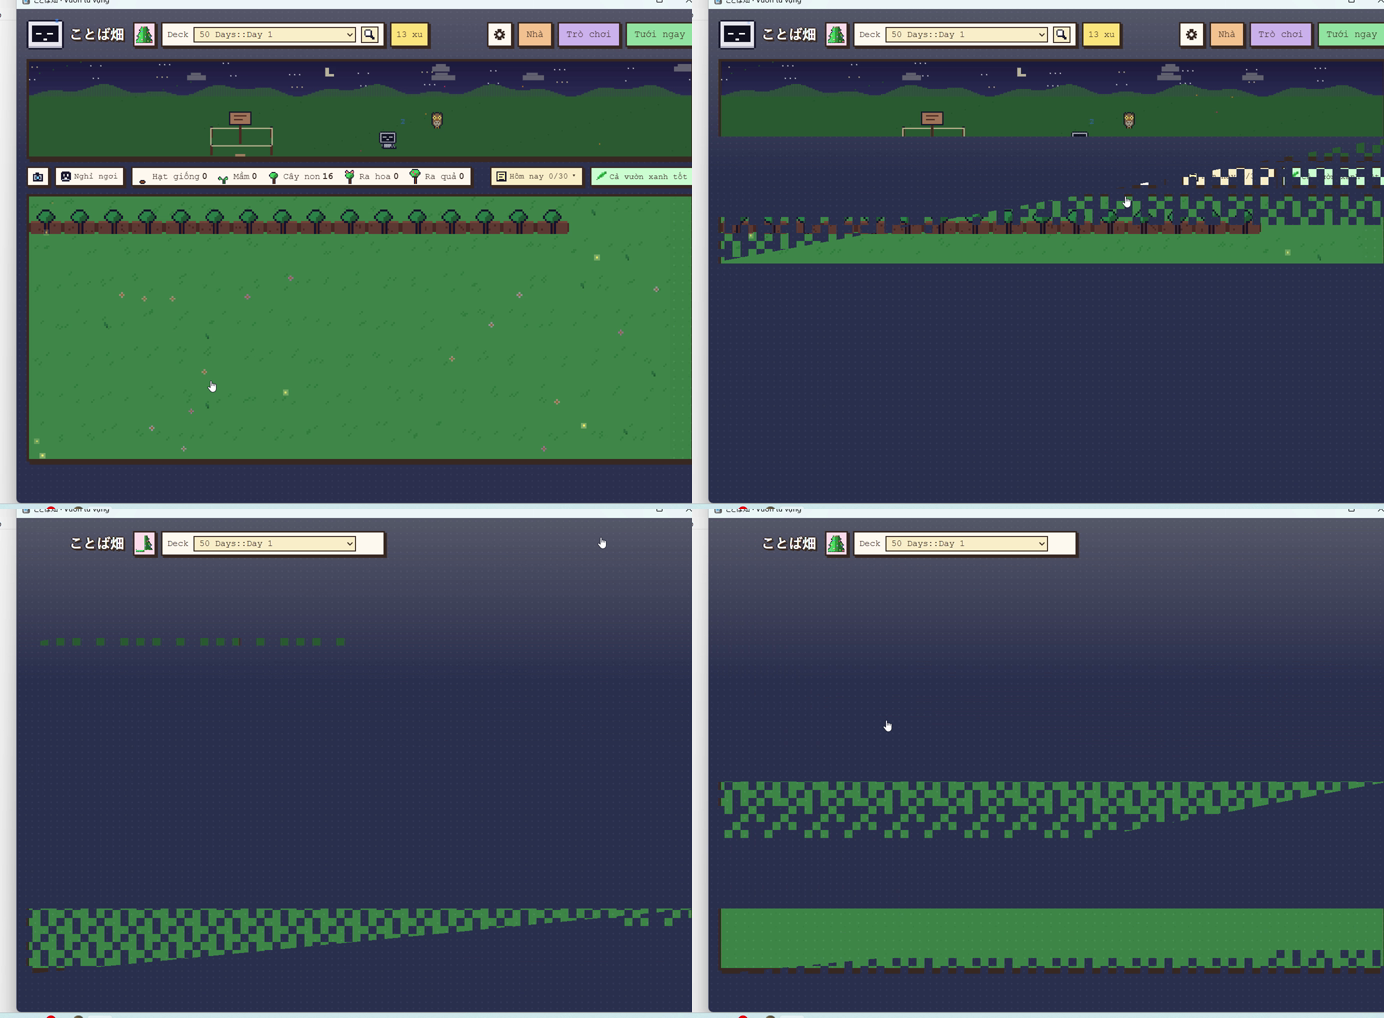 ことば畑 Deck 50 Days::Day 1 13 xu Nhà Trò chơi Tưới ngay
Nghỉ ngơi Hạt giống 0 Mầm 0 Cây non 16 Ra hoa 0 Ra quả 0 Hôm nay 0/30 Cả vườn xanh tốt
ことば畑 Deck 50 Days::Day 1 13 xu Nhà Trò chơi Tưới ngay
ことば畑 Deck 50 Days::Day 1
ことば畑 Deck 50 Days::Day 1